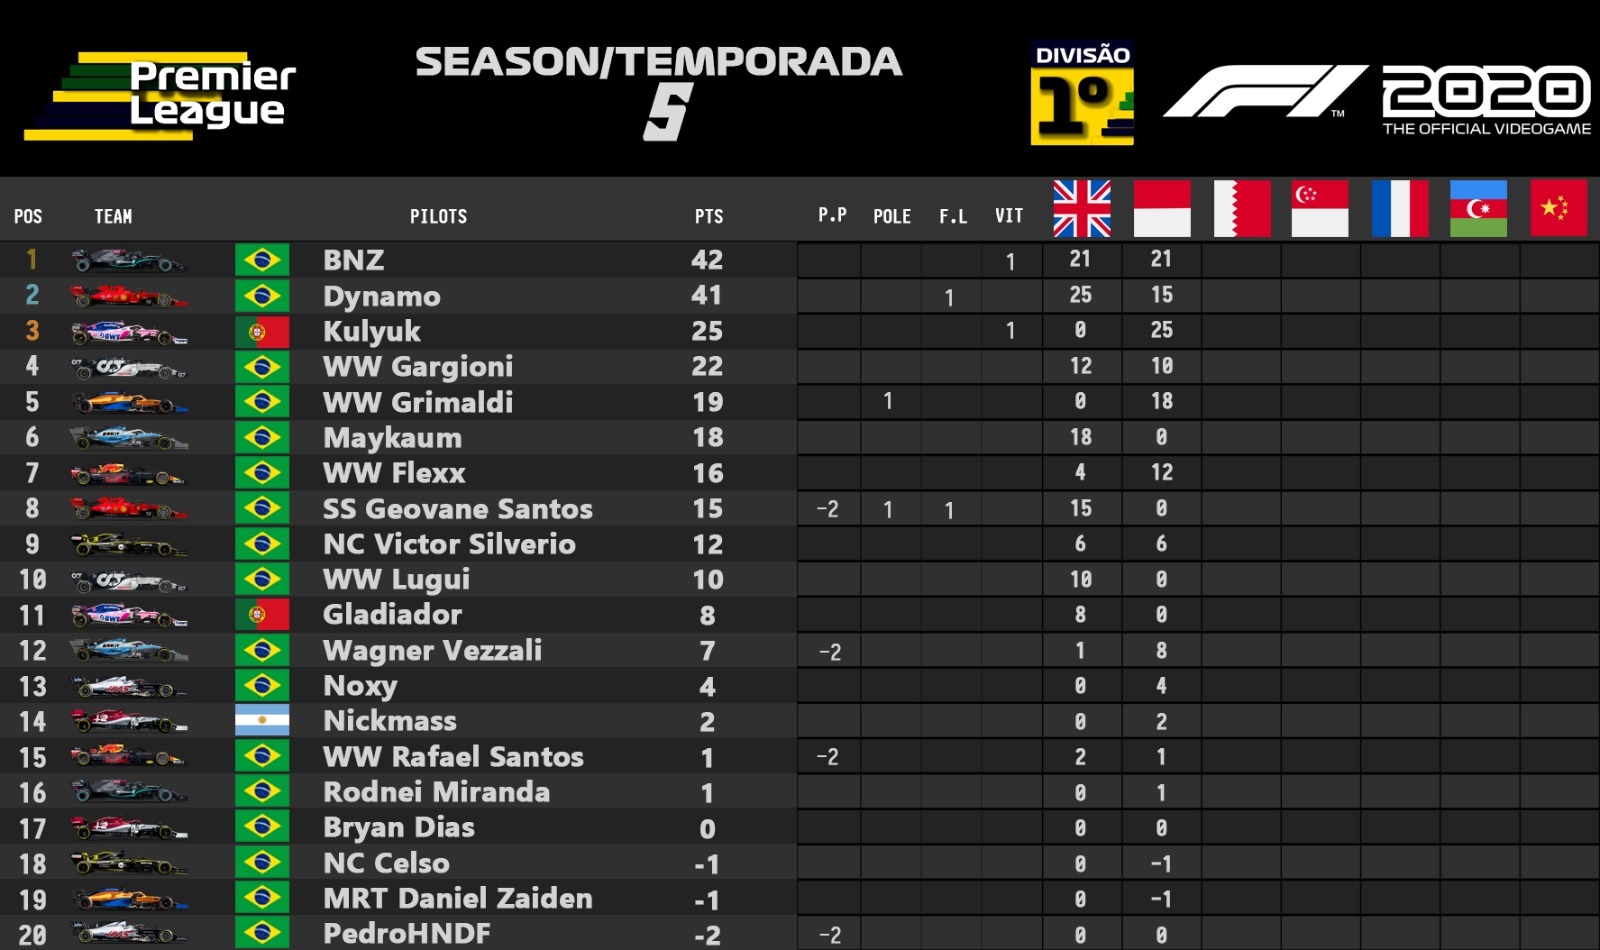 Premier
League
SEASON/TEMPORADA
5
DIVISÃO
1º
F1 2020
TM
THE OFFICIAL VIDEOGAME
POS TEAM PILOTS PTS P.P POLE F.L VIT
1 BNZ 42 1 21 21
2 Dynamo 41 1 25 15
3 Kulyuk 25 1 0 25
4 WW Gargioni 22 12 10
5 WW Grimaldi 19 1 0 18
6 Maykaum 18 18 0
7 WW Flexx 16 4 12
8 SS Geovane Santos 15 -2 1 1 15 0
9 NC Victor Silverio 12 6 6
10 WW Lugui 10 10 0
11 Gladiador 8 8 0
12 Wagner Vezzali 7 -2 1 8
13 Noxy 4 0 4
14 Nickmass 2 0 2
15 WW Rafael Santos 1 -2 2 1
16 Rodnei Miranda 1 0 1
17 Bryan Dias 0 0 0
18 NC Celso -1 0 -1
19 MRT Daniel Zaiden -1 0 -1
20 PedroHNDF -2 -2 0 0